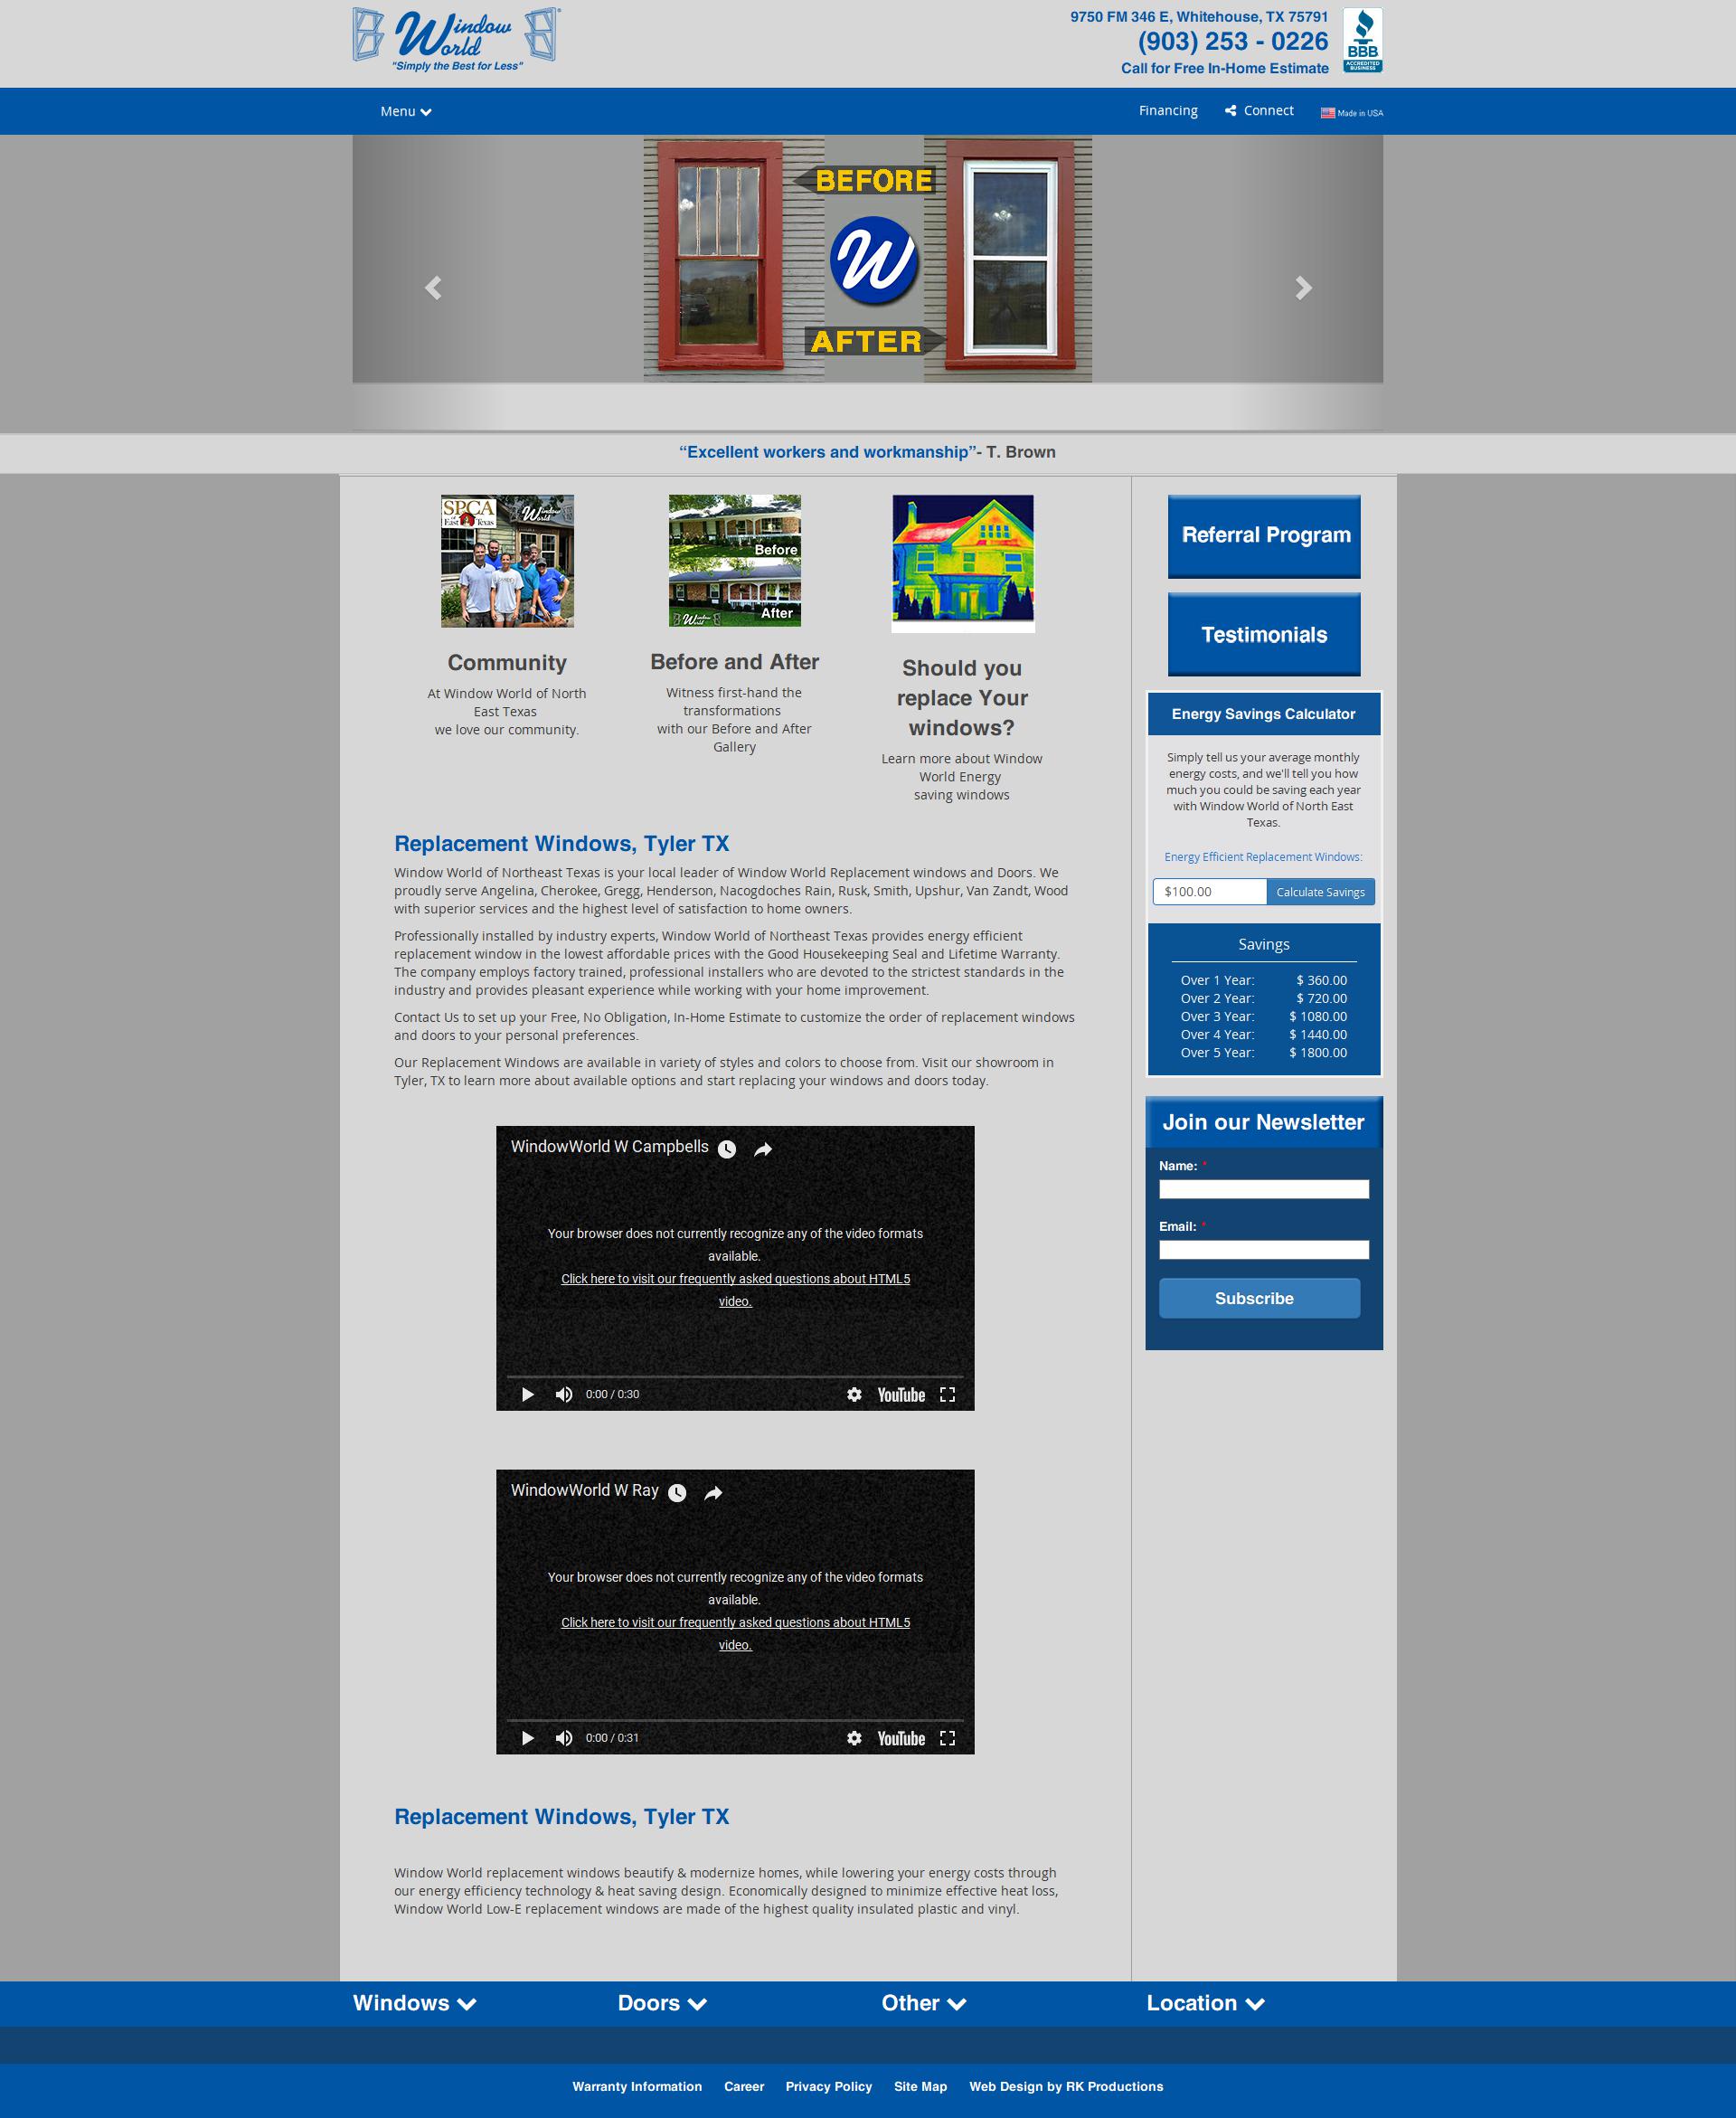 Window World
"Simply the Best for Less"
9750 FM 346 E, Whitehouse, TX 75791
(903) 253 - 0226
Call for Free In-Home Estimate
BBB
ACCREDITED BUSINESS
Menu
Financing
Connect
Made in USA
BEFORE
W
AFTER
“Excellent workers and workmanship”- T. Brown
SPCA
East Texas
Window World
Before
After
Window World
Community
At Window World of North
East Texas
we love our community.
Before and After
Witness first-hand the
transformations
with our Before and After
Gallery
Should you
replace Your
windows?
Learn more about Window
World Energy
saving windows
Replacement Windows, Tyler TX
Window World of Northeast Texas is your local leader of Window World Replacement windows and Doors. We
proudly serve Angelina, Cherokee, Gregg, Henderson, Nacogdoches Rain, Rusk, Smith, Upshur, Van Zandt, Wood
with superior services and the highest level of satisfaction to home owners.
Professionally installed by industry experts, Window World of Northeast Texas provides energy efficient
replacement window in the lowest affordable prices with the Good Housekeeping Seal and Lifetime Warranty.
The company employs factory trained, professional installers who are devoted to the strictest standards in the
industry and provides pleasant experience while working with your home improvement.
Contact Us to set up your Free, No Obligation, In-Home Estimate to customize the order of replacement windows
and doors to your personal preferences.
Our Replacement Windows are available in variety of styles and colors to choose from. Visit our showroom in
Tyler, TX to learn more about available options and start replacing your windows and doors today.
WindowWorld W Campbells
Your browser does not currently recognize any of the video formats
available.
Click here to visit our frequently asked questions about HTML5
video.
0:00 / 0:30
YouTube
WindowWorld W Ray
Your browser does not currently recognize any of the video formats
available.
Click here to visit our frequently asked questions about HTML5
video.
0:00 / 0:31
YouTube
Replacement Windows, Tyler TX
Window World replacement windows beautify & modernize homes, while lowering your energy costs through
our energy efficiency technology & heat saving design. Economically designed to minimize effective heat loss,
Window World Low-E replacement windows are made of the highest quality insulated plastic and vinyl.
Referral Program
Testimonials
Energy Savings Calculator
Simply tell us your average monthly
energy costs, and we'll tell you how
much you could be saving each year
with Window World of North East
Texas.
Energy Efficient Replacement Windows:
$100.00
Calculate Savings
Savings
Over 1 Year: $ 360.00
Over 2 Year: $ 720.00
Over 3 Year: $ 1080.00
Over 4 Year: $ 1440.00
Over 5 Year: $ 1800.00
Join our Newsletter
Name: *
Email: *
Subscribe
Windows
Doors
Other
Location
Warranty Information
Career
Privacy Policy
Site Map
Web Design by RK Productions